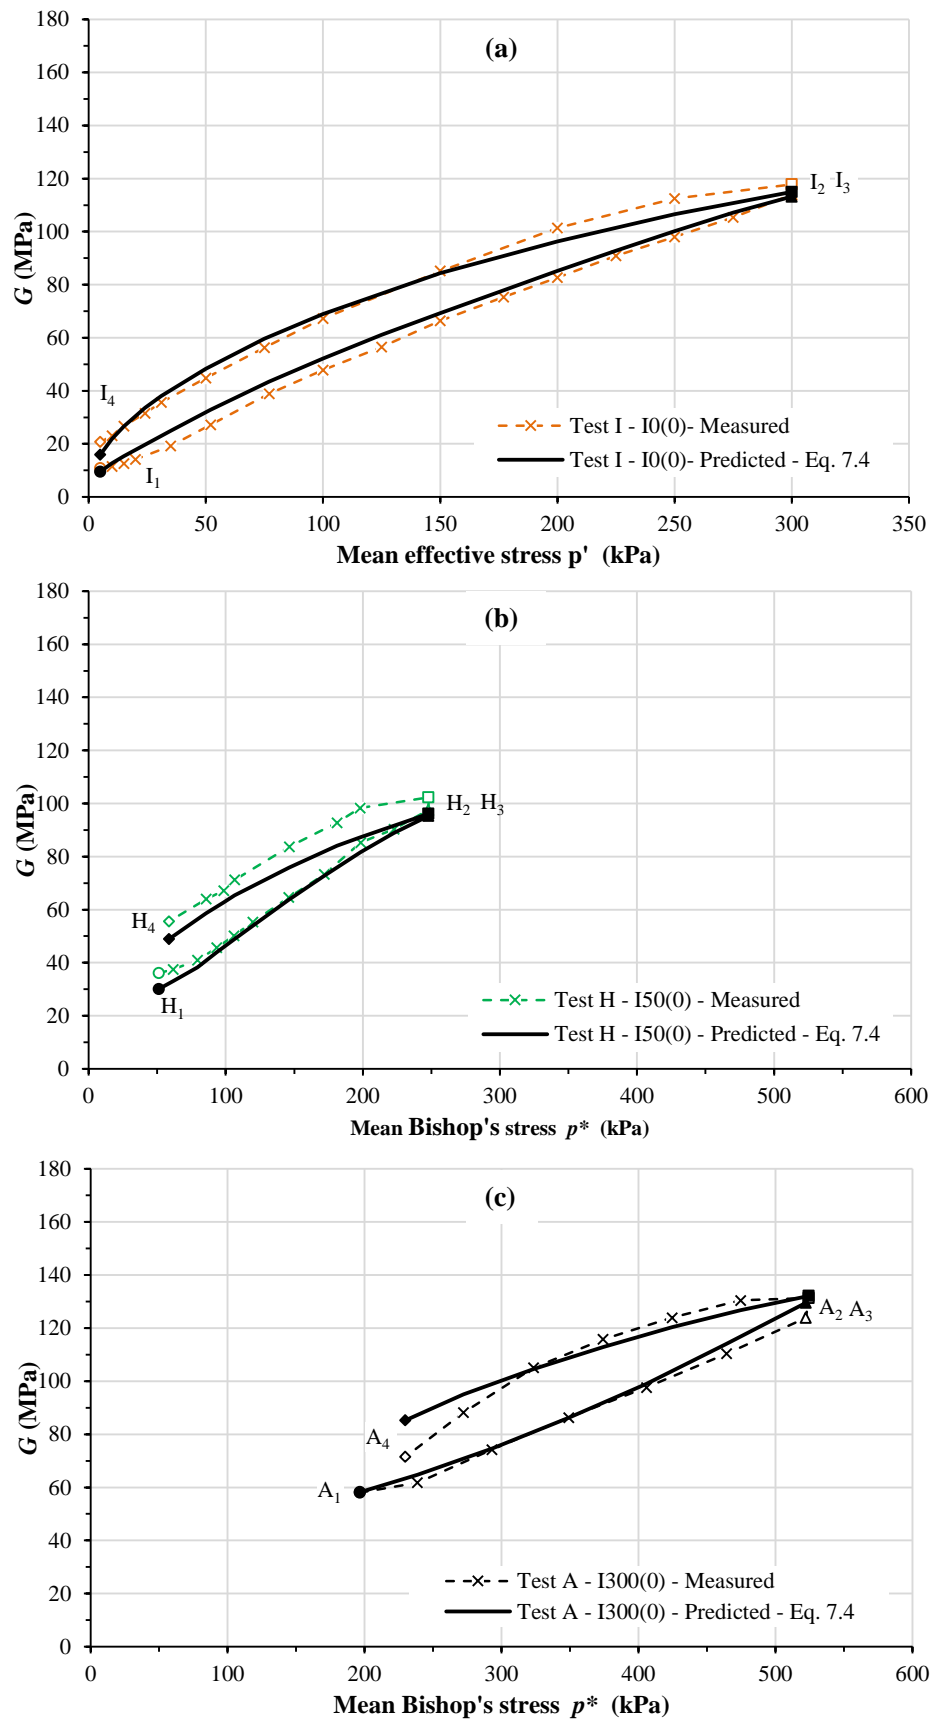 (a)
180
160
140
120
100
80
60
40
20
0
G (MPa)
I2 I3
I4
I1
Test I - I0(0)- Measured
Test I - I0(0)- Predicted - Eq. 7.4
0 50 100 150 200 250 300 350
Mean effective stress p' (kPa)
(b)
180
160
140
120
100
80
60
40
20
0
G (MPa)
H2 H3
H4
H1
Test H - I50(0) - Measured
Test H - I50(0) - Predicted - Eq. 7.4
0 100 200 300 400 500 600
Mean Bishop's stress p* (kPa)
(c)
180
160
140
120
100
80
60
40
20
0
G (MPa)
A2 A3
A4
A1
Test A - I300(0) - Measured
Test A - I300(0) - Predicted - Eq. 7.4
0 100 200 300 400 500 600
Mean Bishop's stress p* (kPa)